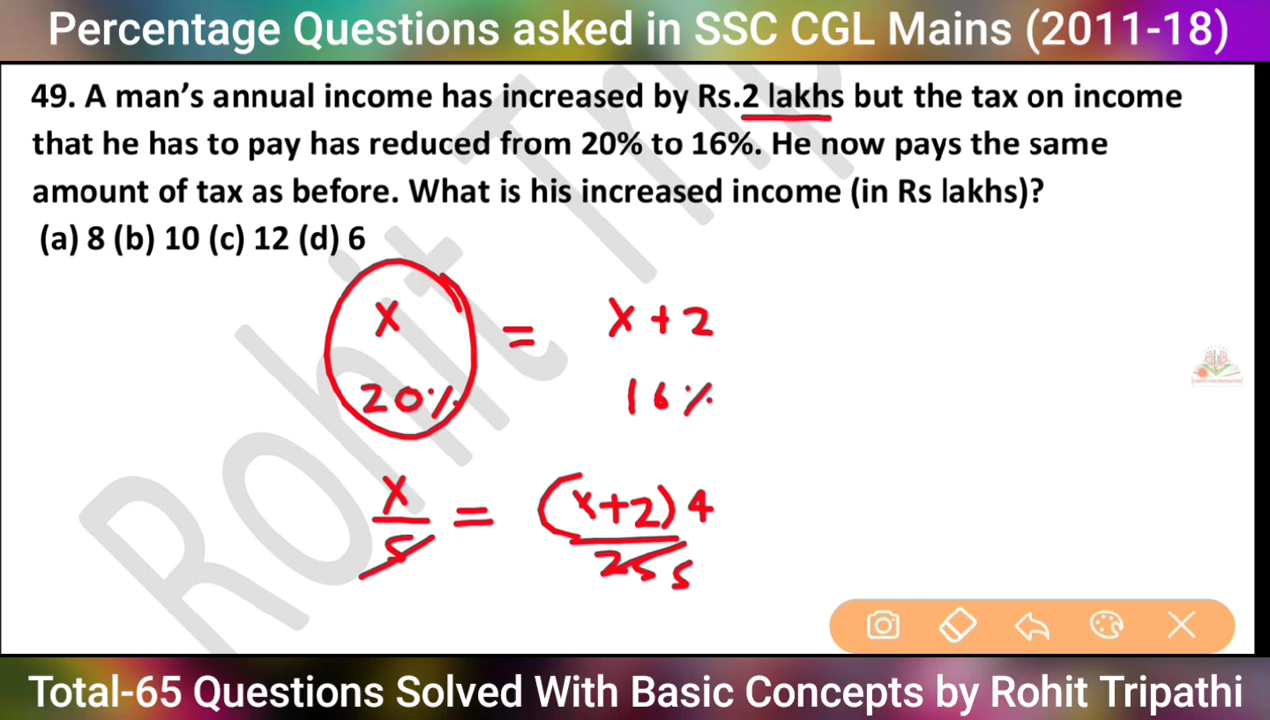 Percentage Questions asked in SSC CGL Mains (2011-18)
49. A man's annual income has increased by Rs.2 lakhs but the tax on income
that he has to pay has reduced from 20% to 16%. He now pays the same
amount of tax as before. What is his increased income (in Rs lakhs)?
(a) 8 (b) 10 (c) 12 (d) 6
x = x+2
20% 16%
x/5 = (x+2)4/25 5
Rohit Trip
Total-65 Questions Solved With Basic Concepts by Rohit Tripathi